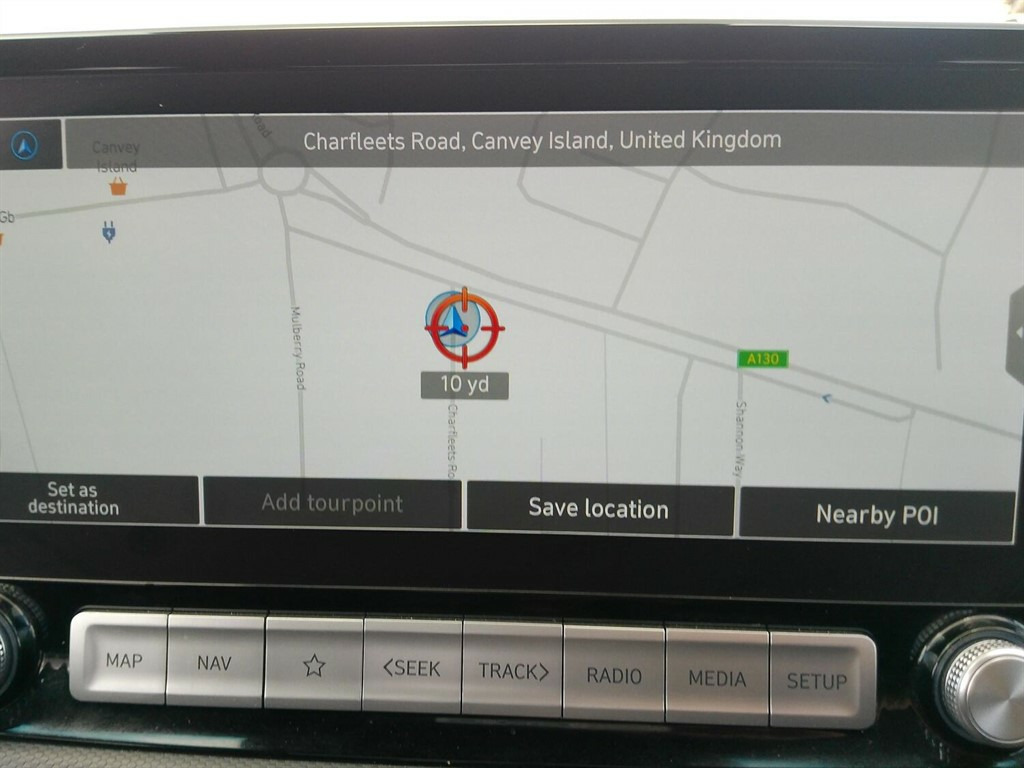 Charfleets Road, Canvey Island, United Kingdom
Canvey
Island
Gb
Mulberry Road
10 yd
A130
Charfleets Ro
Shannon Way
Set as
destination
Add tourpoint
Save location
Nearby POI
MAP
NAV
<SEEK
TRACK>
RADIO
MEDIA
SETUP